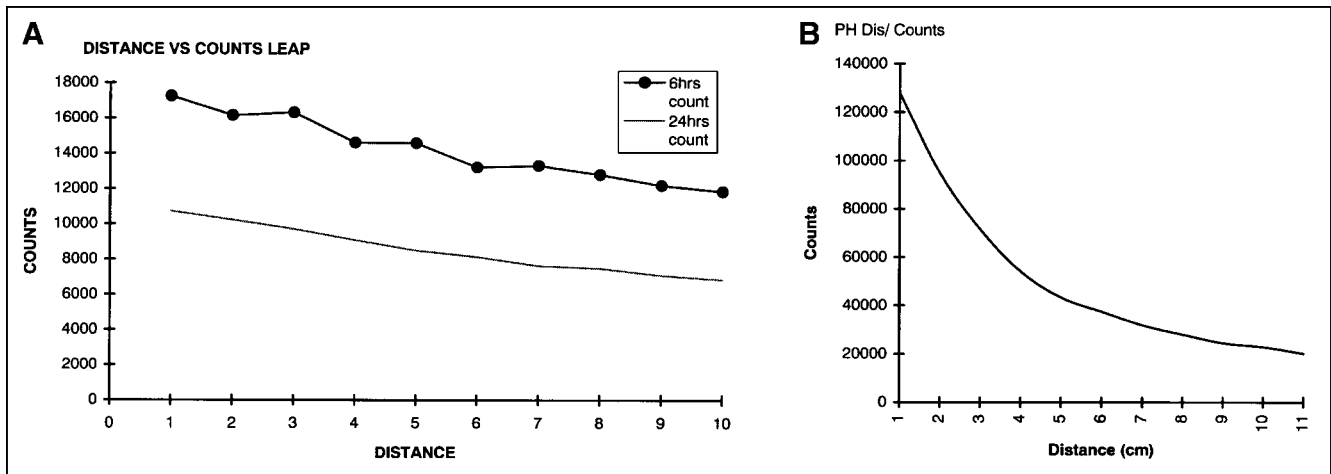 A
DISTANCE VS COUNTS LEAP
18000
16000
14000
12000
10000
8000
6000
4000
2000
0
COUNTS
0 1 2 3 4 5 6 7 8 9 10
DISTANCE
6hrs
count
24hrs
count
B PH Dis/ Counts
140000
120000
100000
80000
60000
40000
20000
0
Counts
1 2 3 4 5 6 7 8 9 10 11
Distance (cm)